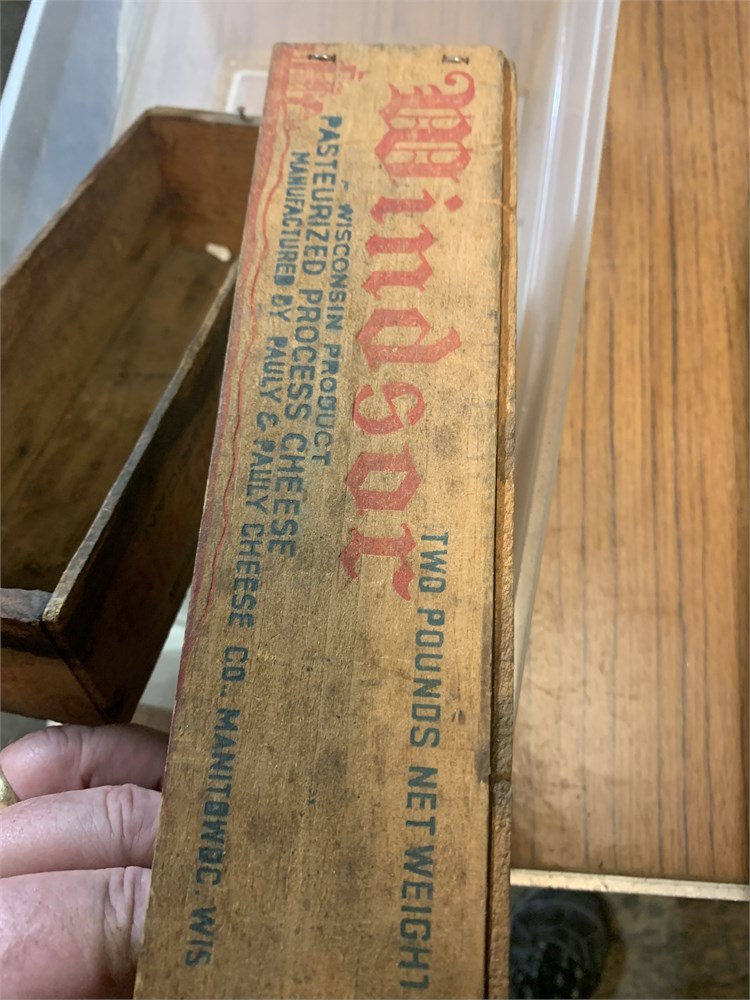 Windsor
TWO POUNDS NET WEIGHT
WISCONSIN PRODUCT
PASTEURIZED PROCESS CHEESE
MANUFACTURED BY PAULY & PAULY CHEESE CO., MANITOWOC, WIS